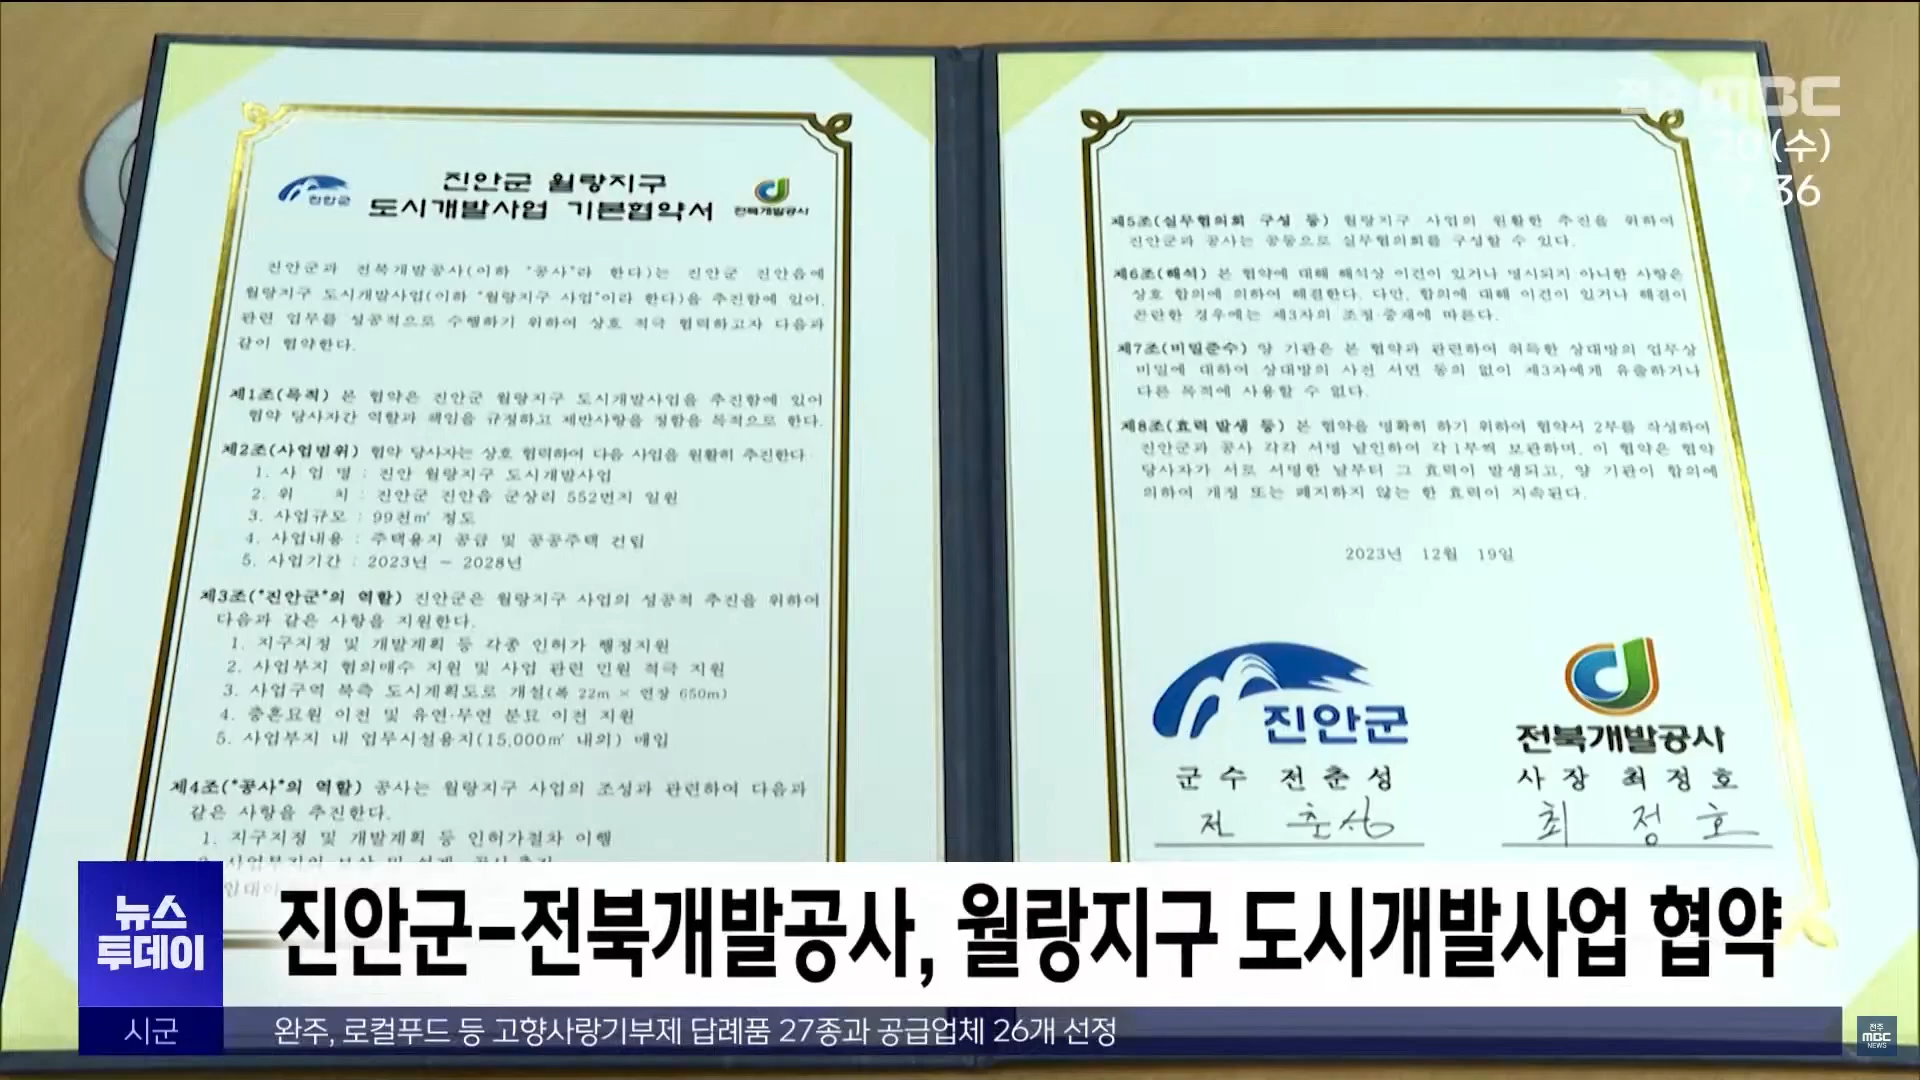 전주 MBC
20(수)
36
진안군
진안군 월랑지구
도시개발사업 기본협약서
전북개발공사
진안군과 전북개발공사(이하 "공사"라 한다)는 진안군 진안읍에
월랑지구 도시개발사업(이하 "월랑지구 사업"이라 한다)을 추진함에 있어,
관련 업무를 성공적으로 수행하기 위하여 상호 적극 협력하고자 다음과
같이 협약한다.
제1조(목적) 본 협약은 진안군 월랑지구 도시개발사업을 추진함에 있어
협약 당사자간 역할과 책임을 규정하고 제반사항을 정함을 목적으로 한다.
제2조(사업범위) 협약 당사자는 상호 협력하여 다음 사업을 원활히 추진한다.
1. 사 업 명 : 진안 월랑지구 도시개발사업
2. 위 치 : 진안군 진안읍 군상리 552번지 일원
3. 사업규모 : 99천㎡ 정도
4. 사업내용 : 주택용지 공급 및 공공주택 건립
5. 사업기간 : 2023년 ~ 2028년
제3조("진안군"의 역할) 진안군은 월랑지구 사업의 성공적 추진을 위하여
다음과 같은 사항을 지원한다.
1. 지구지정 및 개발계획 등 각종 인허가 행정지원
2. 사업부지 협의매수 지원 및 사업 관련 민원 적극 지원
3. 사업구역 북측 도시계획도로 개설(폭 22m × 연장 650m)
4. 충혼묘원 이전 및 유연·무연 분묘 이전 지원
5. 사업부지 내 업무시설용지(15,000㎡ 내외) 매입
제4조("공사"의 역할) 공사는 월랑지구 사업의 조성과 관련하여 다음과
같은 사항을 추진한다.
1. 지구지정 및 개발계획 등 인허가절차 이행
제5조(실무협의회 구성 등) 월랑지구 사업의 원활한 추진을 위하여
진안군과 공사는 공동으로 실무협의회를 구성할 수 있다.
제6조(해석) 본 협약에 대해 해석상 이견이 있거나 명시되지 아니한 사항은
상호 합의에 의하여 해결한다. 다만, 합의에 대해 이견이 있거나 해결이
곤란한 경우에는 제3자의 조정·중재에 따른다.
제7조(비밀준수) 양 기관은 본 협약과 관련하여 취득한 상대방의 업무상
비밀에 대하여 상대방의 사전 서면 동의 없이 제3자에게 유출하거나
다른 목적에 사용할 수 없다.
제8조(효력 발생 등) 본 협약을 명확히 하기 위하여 협약서 2부를 작성하여
진안군과 공사 각각 서명 날인하여 각 1부씩 보관하며, 이 협약은 협약
당사자가 서로 서명한 날부터 그 효력이 발생되고, 양 기관이 합의에
의하여 개정 또는 폐지하지 않는 한 효력이 지속된다.
2023년 12월 19일
진안군
군 수 전 춘 성
전 춘 성
전북개발공사
사 장 최 정 호
최 정 호
뉴스
투데이
진안군-전북개발공사, 월랑지구 도시개발사업 협약
시군
완주, 로컬푸드 등 고향사랑기부제 답례품 27종과 공급업체 26개 선정
전주
MBC
NEWS